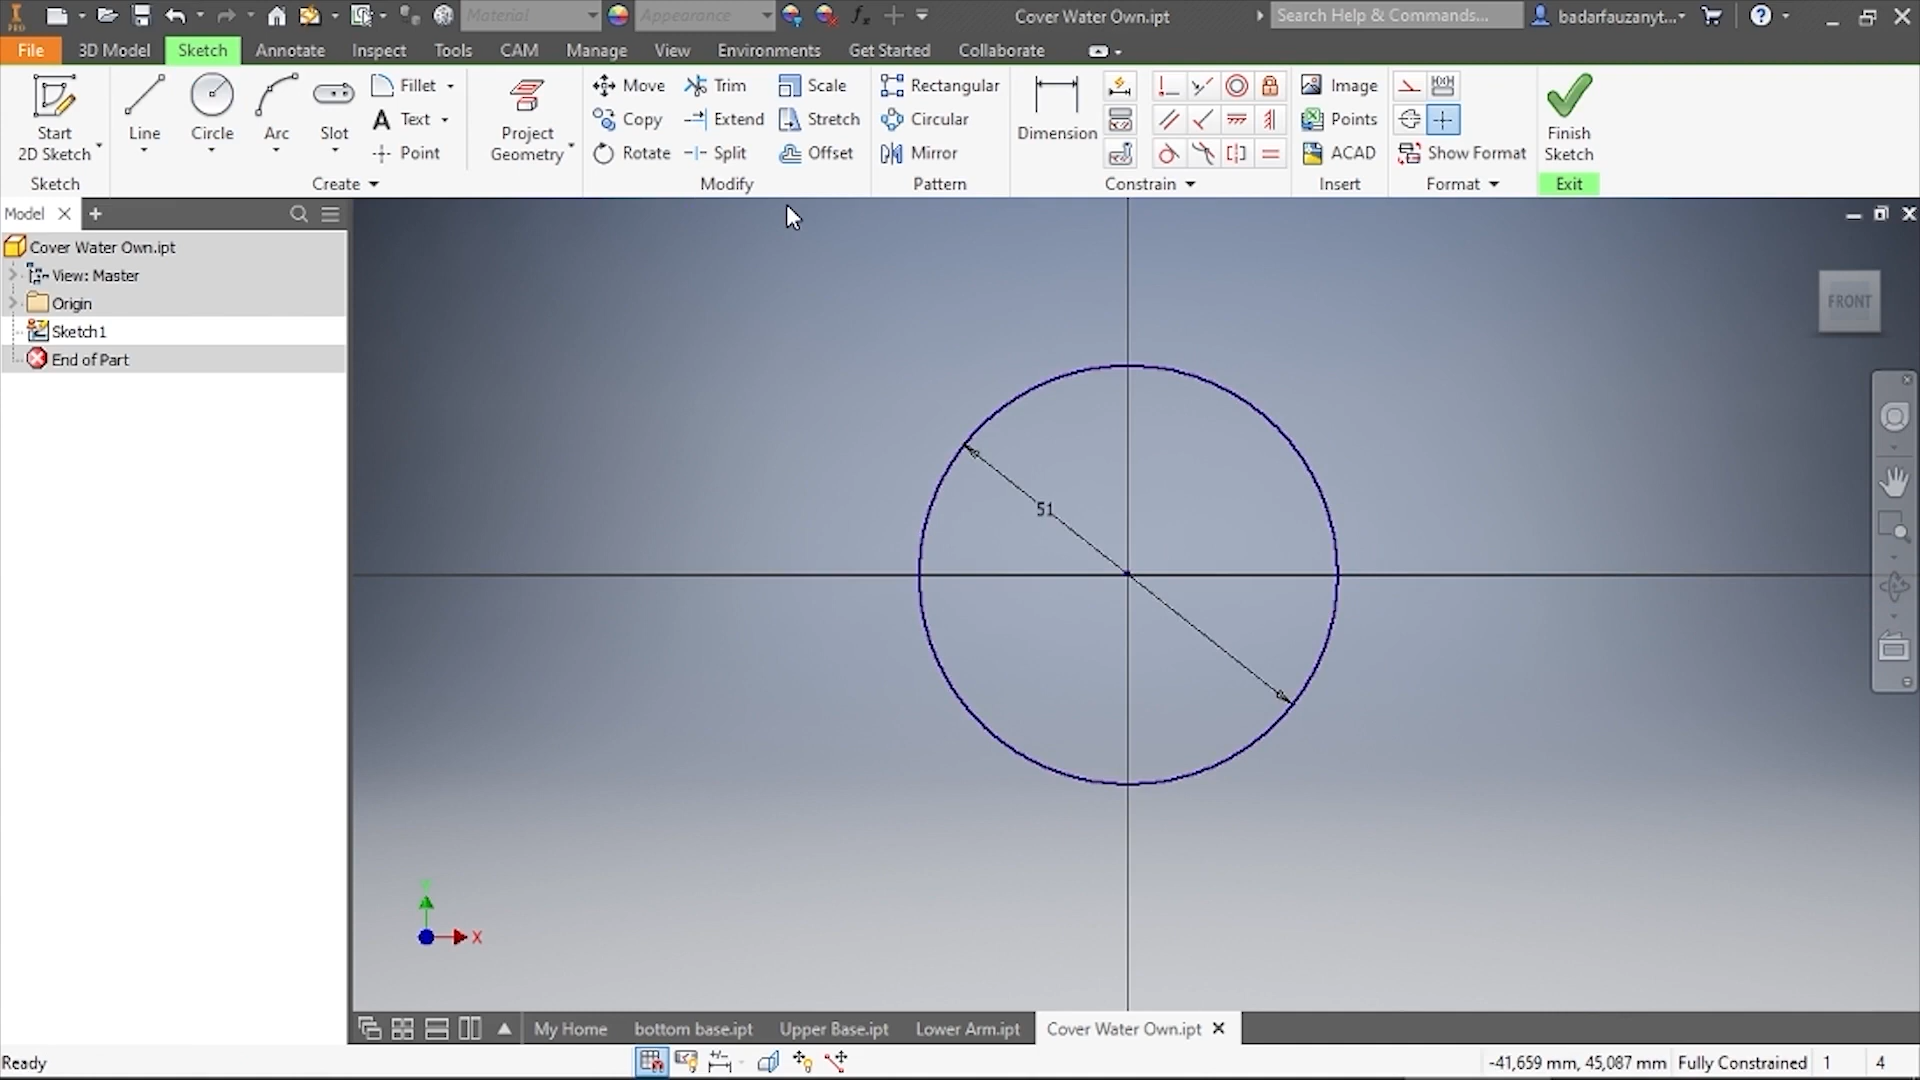 PRO
Material
Appearance
Cover Water Own.ipt
Search Help & Commands...
badarfauzanyt...
File
3D Model
Sketch
Annotate
Inspect
Tools
CAM
Manage
View
Environments
Get Started
Collaborate
Start
2D Sketch
Line
Circle
Arc
Slot
Fillet
Text
Point
Project
Geometry
Move
Copy
Rotate
Trim
Extend
Split
Scale
Stretch
Offset
Rectangular
Circular
Mirror
Dimension
Image
Points
ACAD
Show Format
Finish
Sketch
Sketch
Create
Modify
Pattern
Constrain
Insert
Format
Exit
Model
Cover Water Own.ipt
View: Master
Origin
Sketch1
End of Part
FRONT
51
Y
X
My Home
bottom base.ipt
Upper Base.ipt
Lower Arm.ipt
Cover Water Own.ipt
Ready
-41,659 mm, 45,087 mm
Fully Constrained
1
4